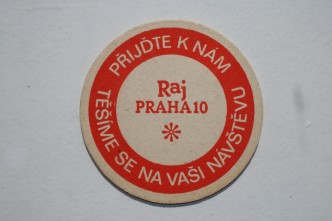 PŘIJĎTE K NÁM
Raj
PRAHA 10
TĚŠÍME SE NA VAŠI NÁVŠTĚVU